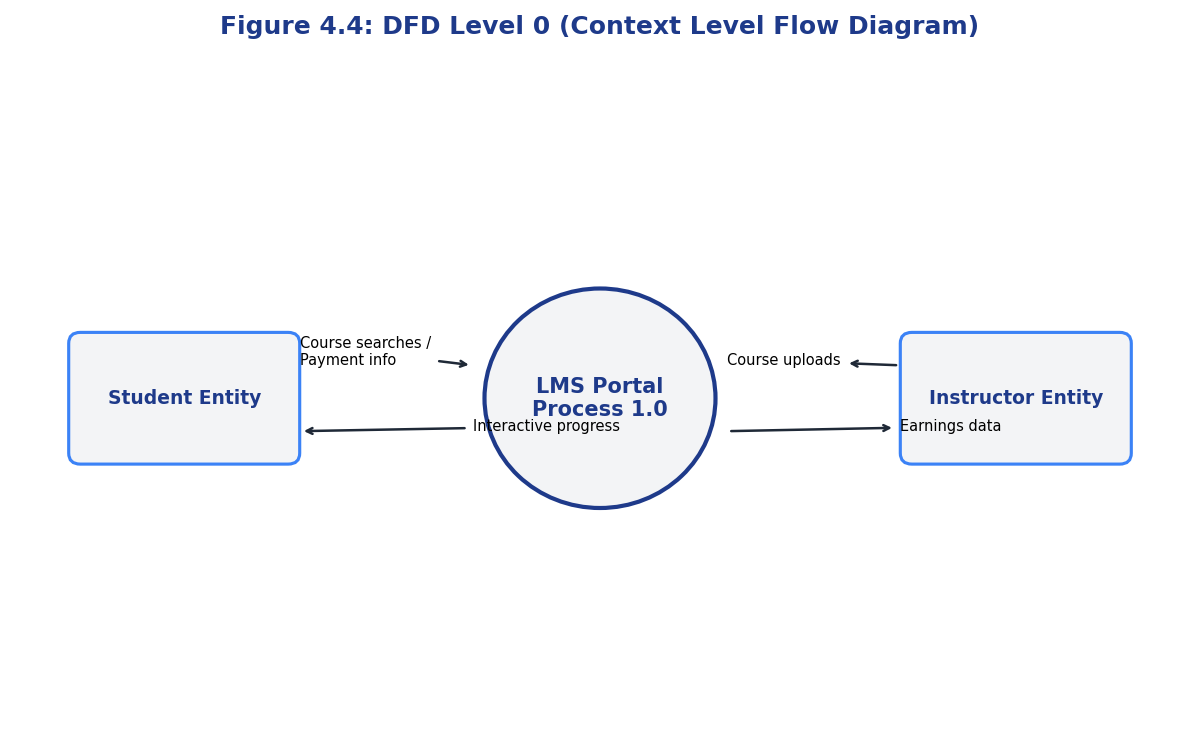 Figure 4.4: DFD Level 0 (Context Level Flow Diagram)
Course searches /
Payment info
Course uploads
Student Entity
LMS Portal
Process 1.0
Instructor Entity
Interactive progress
Earnings data